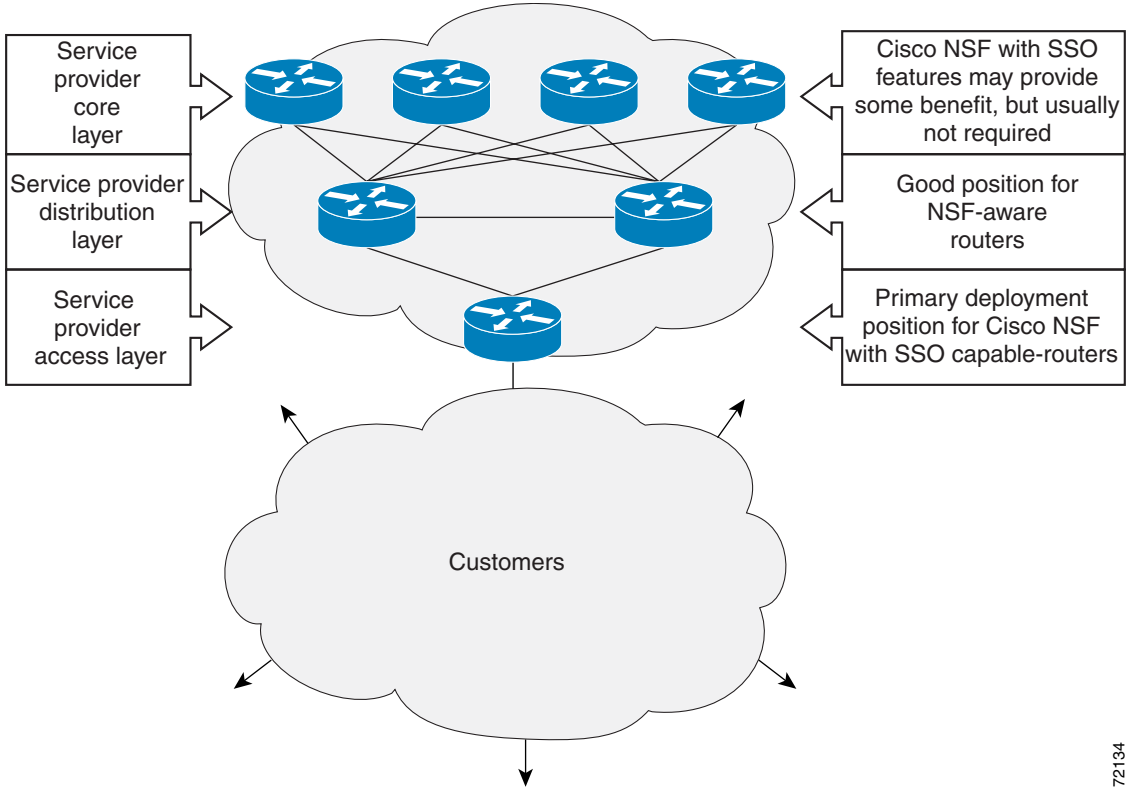 Service
provider
core
layer
Cisco NSF with SSO
features may provide
some benefit, but usually
not required
Service provider
distribution
layer
Good position for
NSF-aware
routers
Service
provider
access layer
Primary deployment
position for Cisco NSF
with SSO capable-routers
Customers
72134